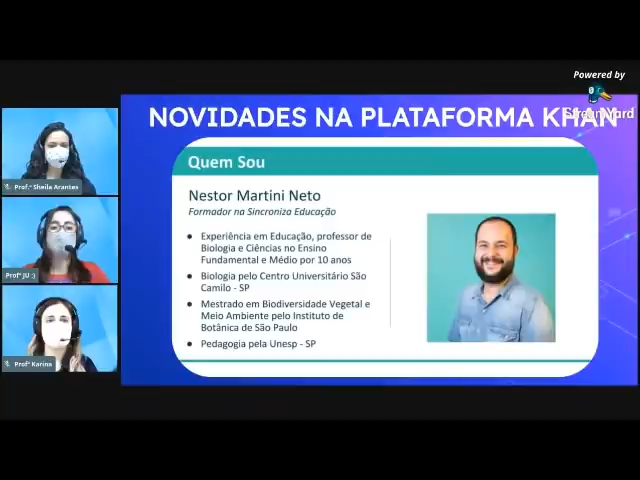 Powered by
StreamYard
NOVIDADES NA PLATAFORMA KHAN
Quem Sou
Nestor Martini Neto
Formador na Sincroniza Educação
• Experiência em Educação, professor de
Biologia e Ciências no Ensino
Fundamental e Médio por 10 anos
• Biologia pelo Centro Universitário São
Camilo - SP
• Mestrado em Biodiversidade Vegetal e
Meio Ambiente pelo Instituto de
Botânica de São Paulo
• Pedagogia pela Unesp - SP
Prof.ª Sheila Arantes
Profª JU :)
Profª Karina